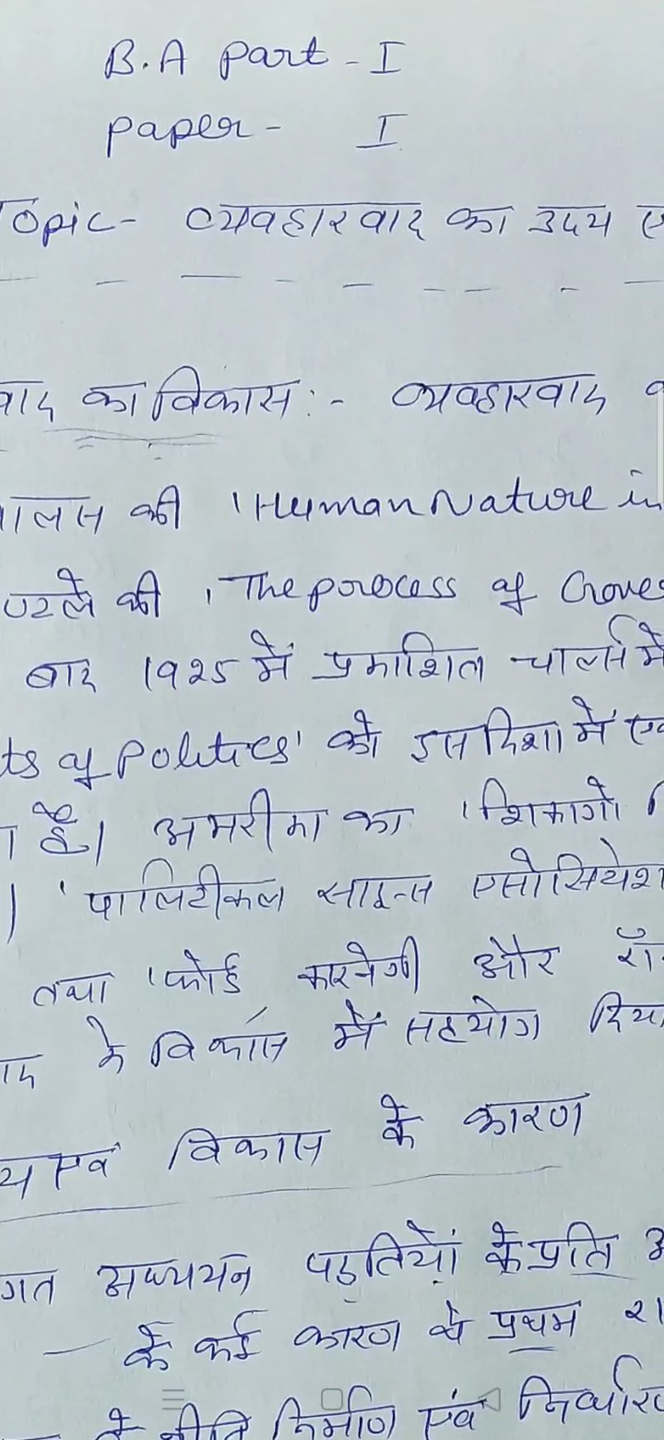 B.A Part - I
Paper - I
Topic - व्यवहारवाद का उदय ए
वाद का विकास :- व्यवहारवाद
ालस की 'Human Nature in
ण्टले की 'The process of Gove
बाद 1925 में प्रकाशित चार्ल्स मे
ts of Politics' को इस दिशा में ए
है। अमरीका का 'शिकागो
। 'पालिटीकल साइन्स एसोसियेश
तथा 'फोर्ड कारनेगी और रॉ
ाद के विकास में सहयोग दिया
य एवं विकास के कारण
गत अध्ययन पद्धतियों के प्रति अ
— के कई कारण थे प्रथम रा
के नीति निर्माण एवं निर्धारण